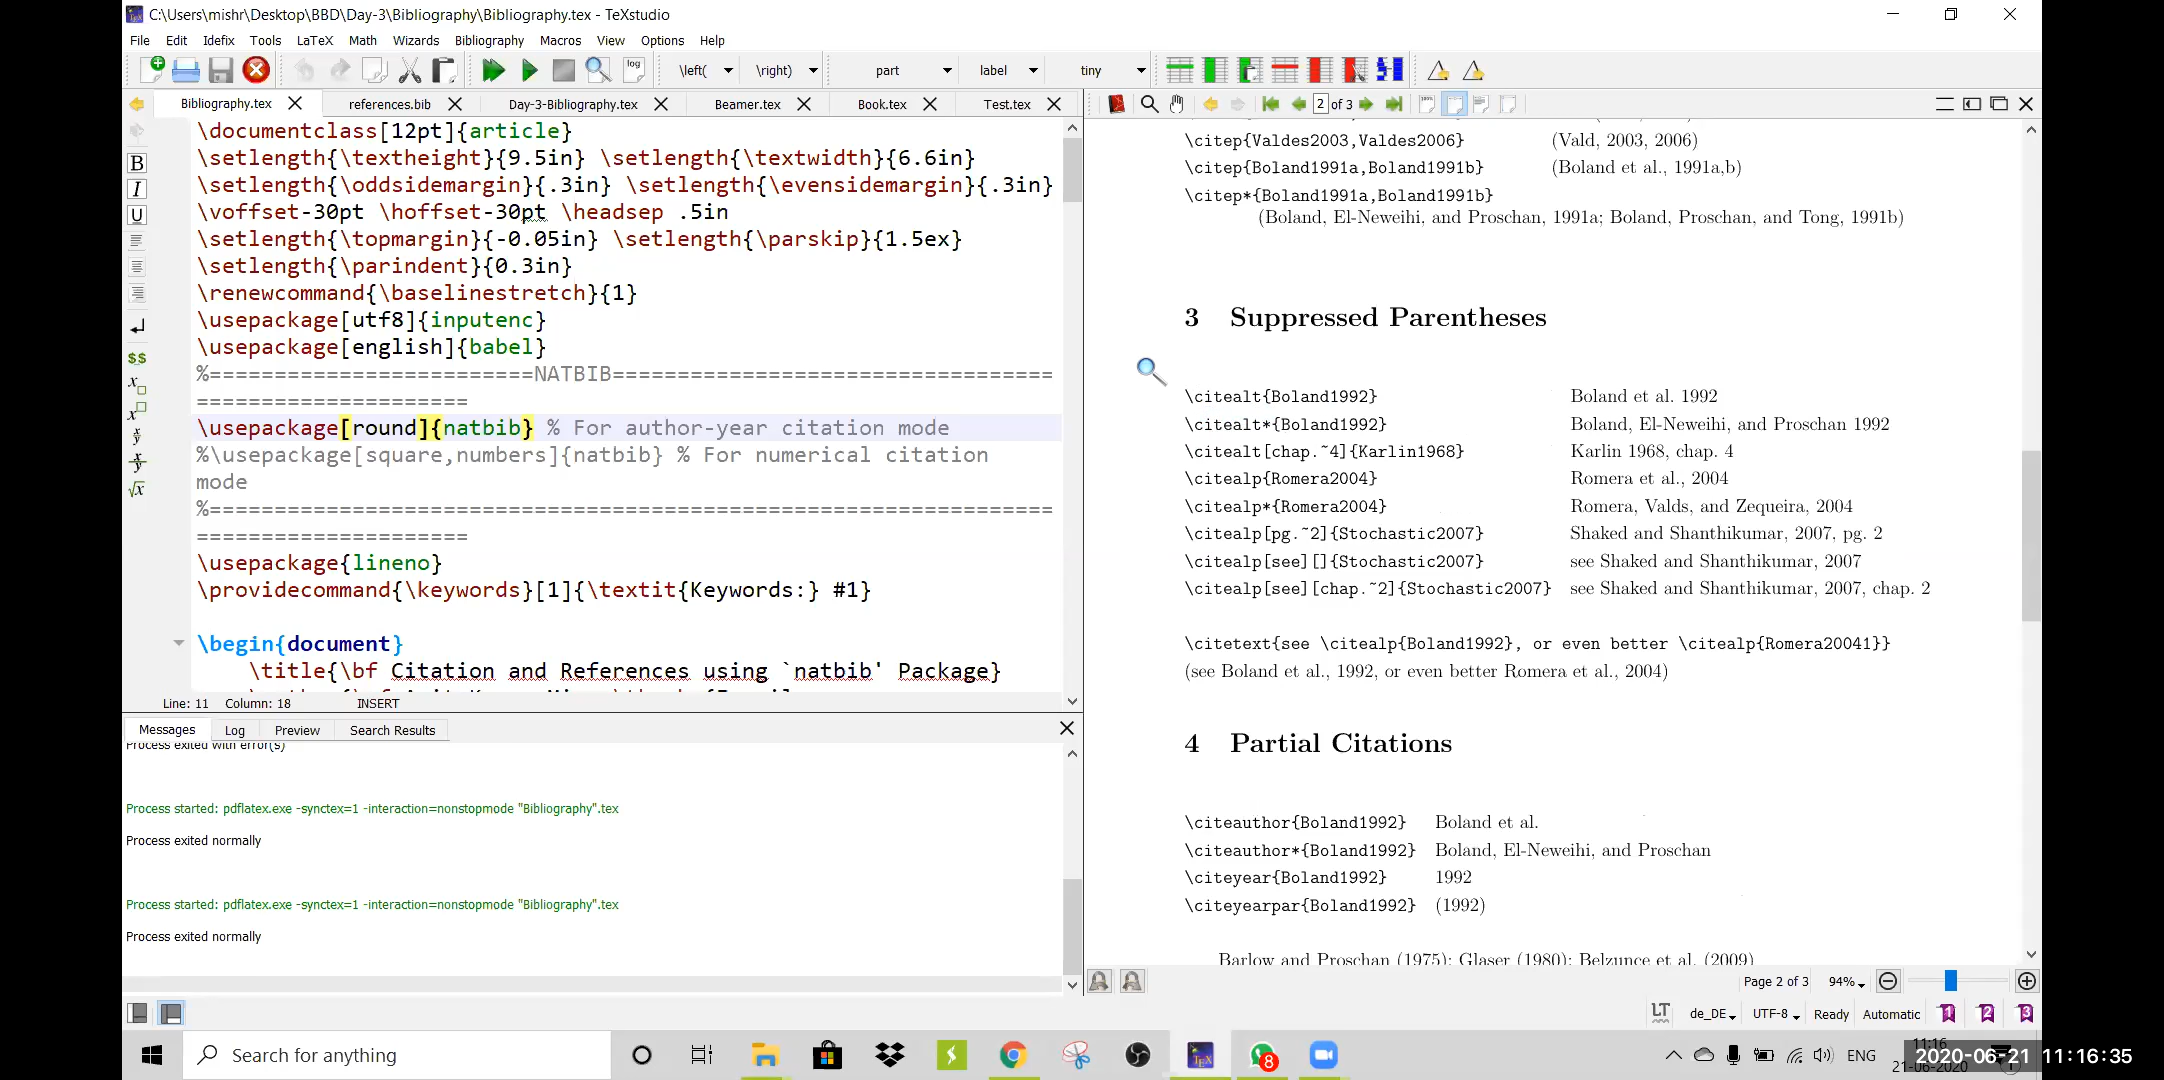 C:\Users\mishr\Desktop\BBD\Day-3\Bibliography\Bibliography.tex - TeXstudio
File Edit Idefix Tools LaTeX Math Wizards Bibliography Macros View Options Help
log \left( \right) part label tiny
Bibliography.tex references.bib Day-3-Bibliography.tex Beamer.tex Book.tex Test.tex
2 of 3
\documentclass[12pt]{article}
\setlength{\textheight}{9.5in} \setlength{\textwidth}{6.6in}
\setlength{\oddsidemargin}{.3in} \setlength{\evensidemargin}{.3in}
\voffset-30pt \hoffset-30pt \headsep .5in
\setlength{\topmargin}{-0.05in} \setlength{\parskip}{1.5ex}
\setlength{\parindent}{0.3in}
\renewcommand{\baselinestretch}{1}
\usepackage[utf8]{inputenc}
\usepackage[english]{babel}
%=========================NATBIB==================================
=====================
\usepackage[round]{natbib} % For author-year citation mode
%\usepackage[square,numbers]{natbib} % For numerical citation
mode
%=================================================================
=====================
\usepackage{lineno}
\providecommand{\keywords}[1]{\textit{Keywords:} #1}
\begin{document}
\title{\bf Citation and References using `natbib' Package}
Line: 11 Column: 18 INSERT
Messages Log Preview Search Results
Process exited with error(s)
Process started: pdflatex.exe -synctex=1 -interaction=nonstopmode "Bibliography".tex
Process exited normally
Process started: pdflatex.exe -synctex=1 -interaction=nonstopmode "Bibliography".tex
Process exited normally
\citep{Valdes2003,Valdes2006} (Vald, 2003, 2006)
\citep{Boland1991a,Boland1991b} (Boland et al., 1991a,b)
\citep*{Boland1991a,Boland1991b}
(Boland, El-Neweihi, and Proschan, 1991a; Boland, Proschan, and Tong, 1991b)
3 Suppressed Parentheses
\citealt{Boland1992} Boland et al. 1992
\citealt*{Boland1992} Boland, El-Neweihi, and Proschan 1992
\citealt[chap.~4]{Karlin1968} Karlin 1968, chap. 4
\citealp{Romera2004} Romera et al., 2004
\citealp*{Romera2004} Romera, Valds, and Zequeira, 2004
\citealp[pg.~2]{Stochastic2007} Shaked and Shanthikumar, 2007, pg. 2
\citealp[see][]{Stochastic2007} see Shaked and Shanthikumar, 2007
\citealp[see][chap.~2]{Stochastic2007} see Shaked and Shanthikumar, 2007, chap. 2
\citetext{see \citealp{Boland1992}, or even better \citealp{Romera20041}}
(see Boland et al., 1992, or even better Romera et al., 2004)
4 Partial Citations
\citeauthor{Boland1992} Boland et al.
\citeauthor*{Boland1992} Boland, El-Neweihi, and Proschan
\citeyear{Boland1992} 1992
\citeyearpar{Boland1992} (1992)
Barlow and Proschan (1975); Glaser (1980); Belzunce et al. (2009)
Page 2 of 3 94%
LT de_DE UTF-8 Ready Automatic 1 2 3
Search for anything
8
ENG
11:16
21-06-2020
2020-06-21 11:16:35